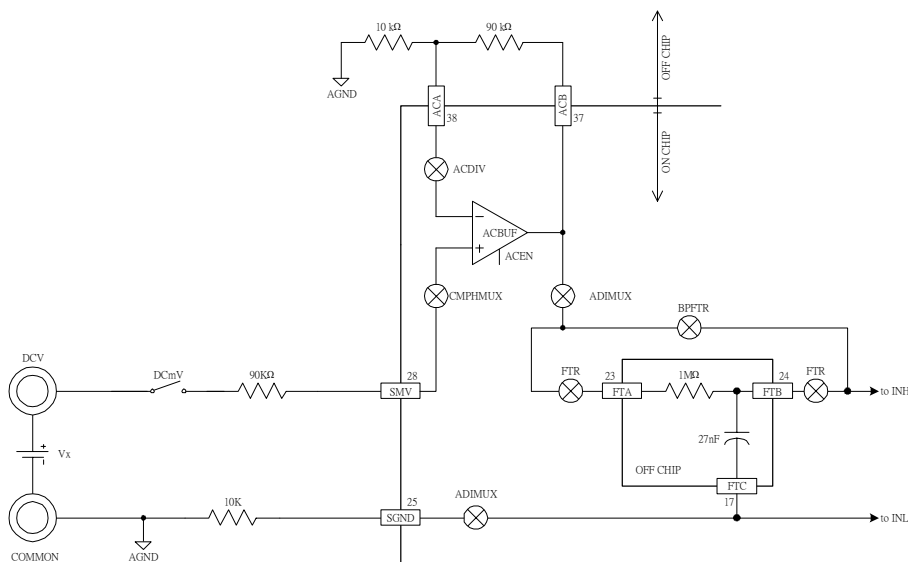 10 kΩ
90 kΩ
AGND
OFF CHIP
ON CHIP
ACA
38
ACB
37
ACDIV
−
ACBUF
+
ACEN
CMPHMUX
ADIMUX
BPFTR
DCV
DCmV
90KΩ
28
SMV
FTR
23
FTA
1MΩ
24
FTB
FTR
to INH
+
Vx
−
27nF
OFF CHIP
FTC
17
10K
25
SGND
ADIMUX
to INL
COMMON
AGND